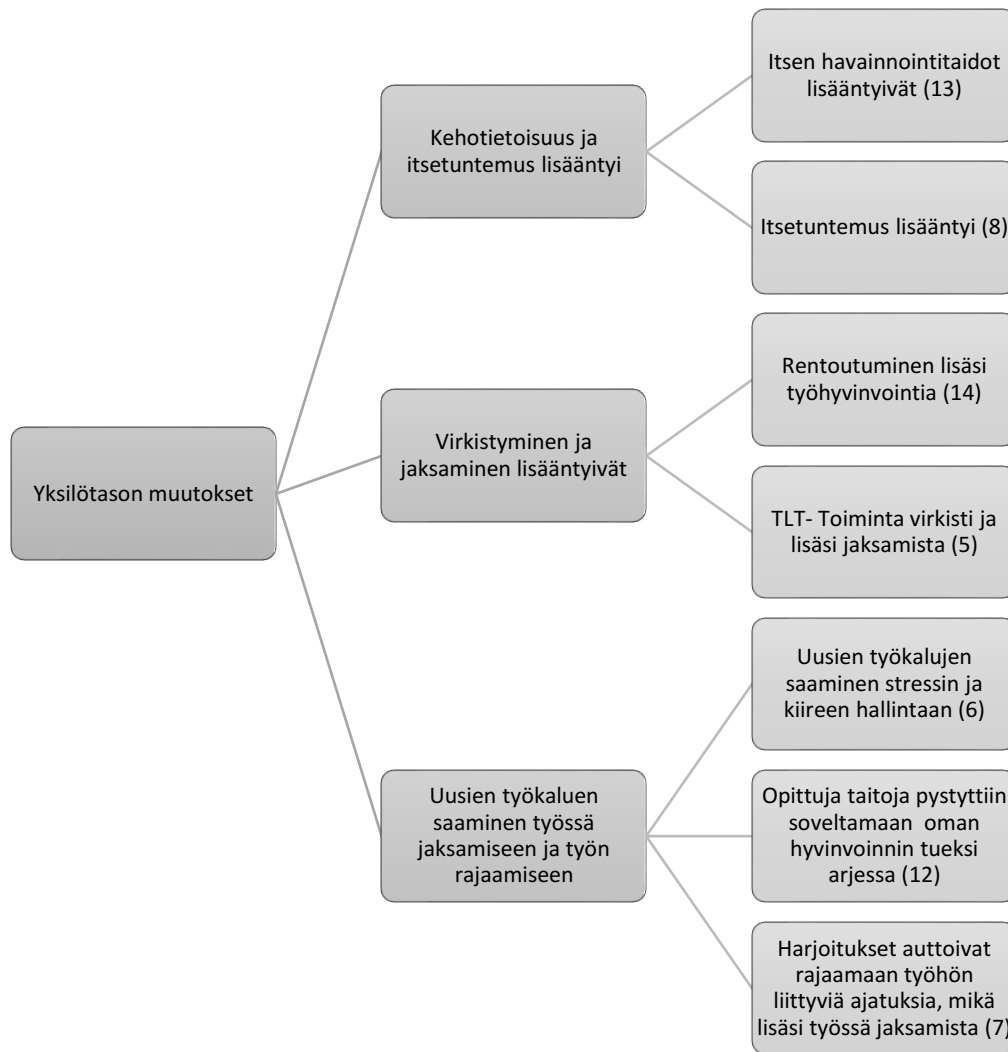 Yksilötason muutokset
Kehotietoisuus ja
itsetuntemus lisääntyi
Itsen havainnointitaidot
lisääntyivät (13)
Itsetuntemus lisääntyi (8)
Virkistyminen ja
jaksaminen lisääntyivät
Rentoutuminen lisäsi
työhyvinvointia (14)
TLT- Toiminta virkisti ja
lisäsi jaksamista (5)
Uusien työkaluen
saaminen työssä
jaksamiseen ja työn
rajaamiseen
Uusien työkalujen
saaminen stressin ja
kiireen hallintaan (6)
Opittuja taitoja pystyttiin
soveltamaan  oman
hyvinvoinnin tueksi
arjessa (12)
Harjoitukset auttoivat
rajaamaan työhön
liittyviä ajatuksia, mikä
lisäsi työssä jaksamista (7)